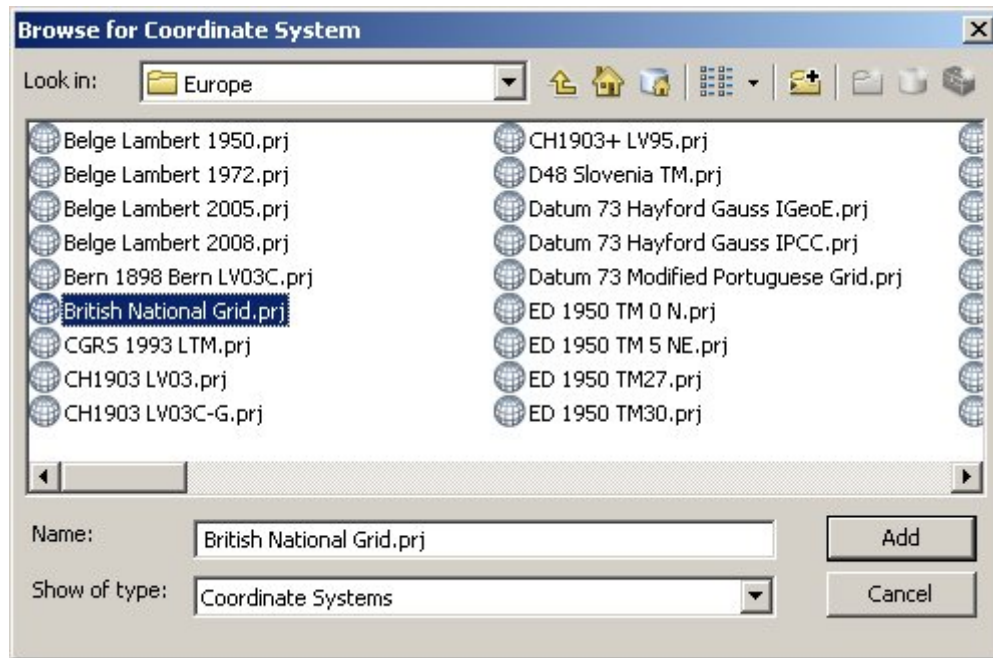 Browse for Coordinate System
Look in:
Europe
Belge Lambert 1950.prj
Belge Lambert 1972.prj
Belge Lambert 2005.prj
Belge Lambert 2008.prj
Bern 1898 Bern LV03C.prj
British National Grid.prj
CGRS 1993 LTM.prj
CH1903 LV03.prj
CH1903 LV03C-G.prj
CH1903+ LV95.prj
D48 Slovenia TM.prj
Datum 73 Hayford Gauss IGeoE.prj
Datum 73 Hayford Gauss IPCC.prj
Datum 73 Modified Portuguese Grid.prj
ED 1950 TM 0 N.prj
ED 1950 TM 5 NE.prj
ED 1950 TM27.prj
ED 1950 TM30.prj
Name:
British National Grid.prj
Add
Show of type:
Coordinate Systems
Cancel